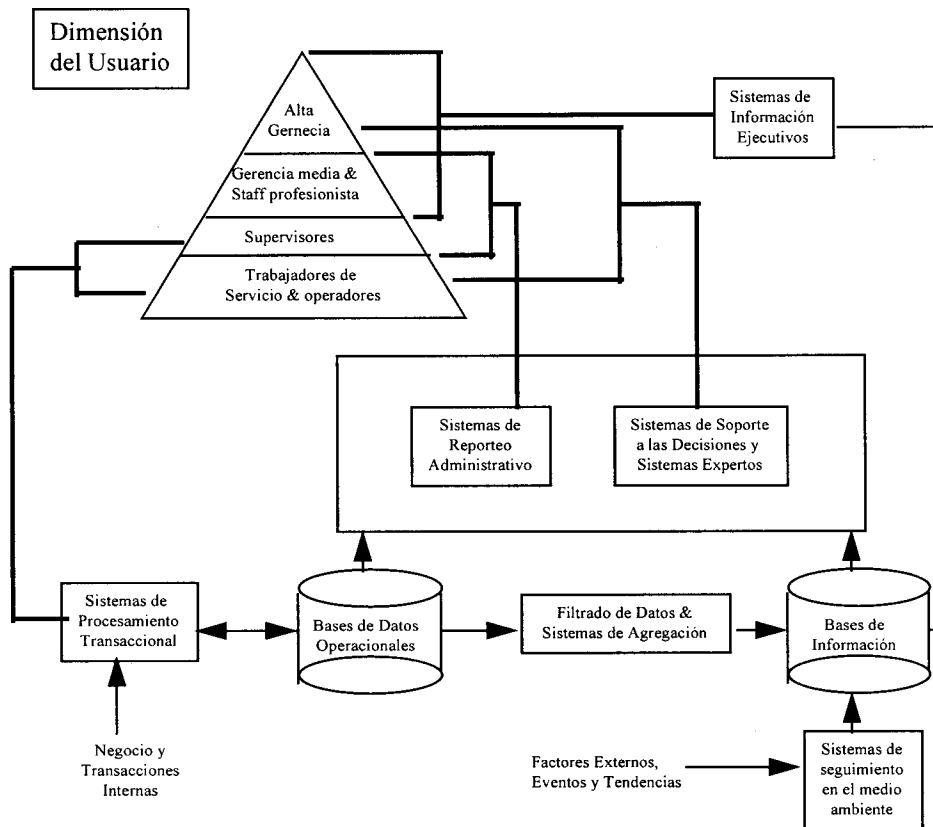 Dimensión
del Usuario
Alta
Gernecia
Gerencia media &
Staff profesionista
Supervisores
Trabajadores de
Servicio & operadores
Sistemas de
Información
Ejecutivos
Sistemas de
Reporteo
Administrativo
Sistemas de Soporte
a las Decisiones y
Sistemas Expertos
Sistemas de
Procesamiento
Transaccional
Bases de Datos
Operacionales
Filtrado de Datos &
Sistemas de Agregación
Bases de
Información
Negocio y
Transacciones
Internas
Factores Externos,
Eventos y Tendencias
Sistemas de
seguimiento
en el medio
ambiente